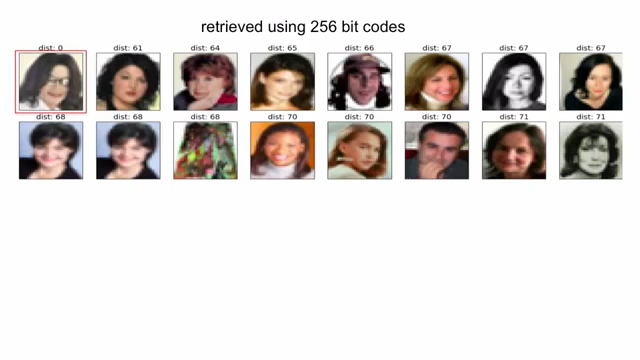 retrieved using 256 bit codes
dist: 0 dist: 61 dist: 64 dist: 65 dist: 66 dist: 67 dist: 67 dist: 67
dist: 68 dist: 68 dist: 68 dist: 70 dist: 70 dist: 70 dist: 71 dist: 71